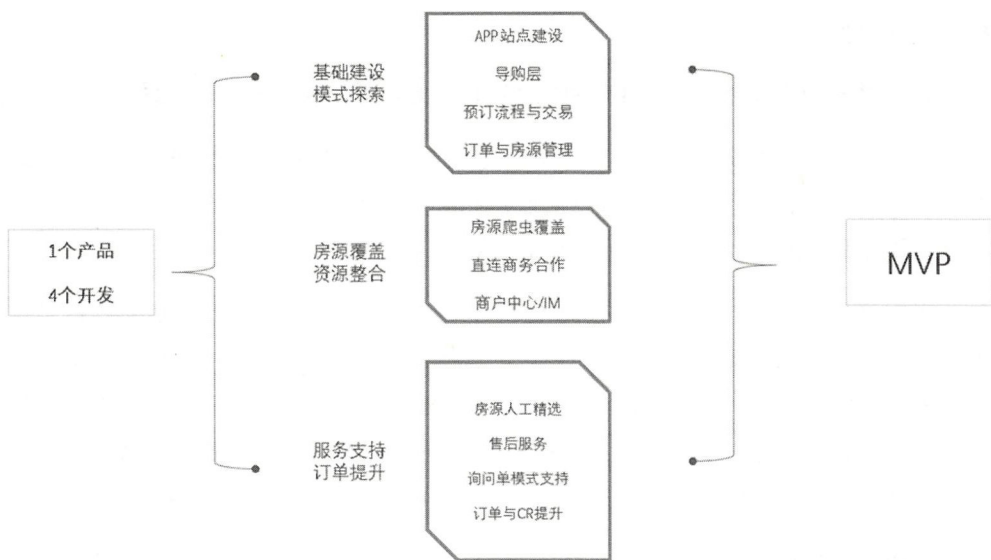 1个产品
4个开发
基础建设
模式探索
APP站点建设
导购层
预订流程与交易
订单与房源管理
房源覆盖
资源整合
房源爬虫覆盖
直连商务合作
商户中心/IM
服务支持
订单提升
房源人工精选
售后服务
询问单模式支持
订单与CR提升
MVP